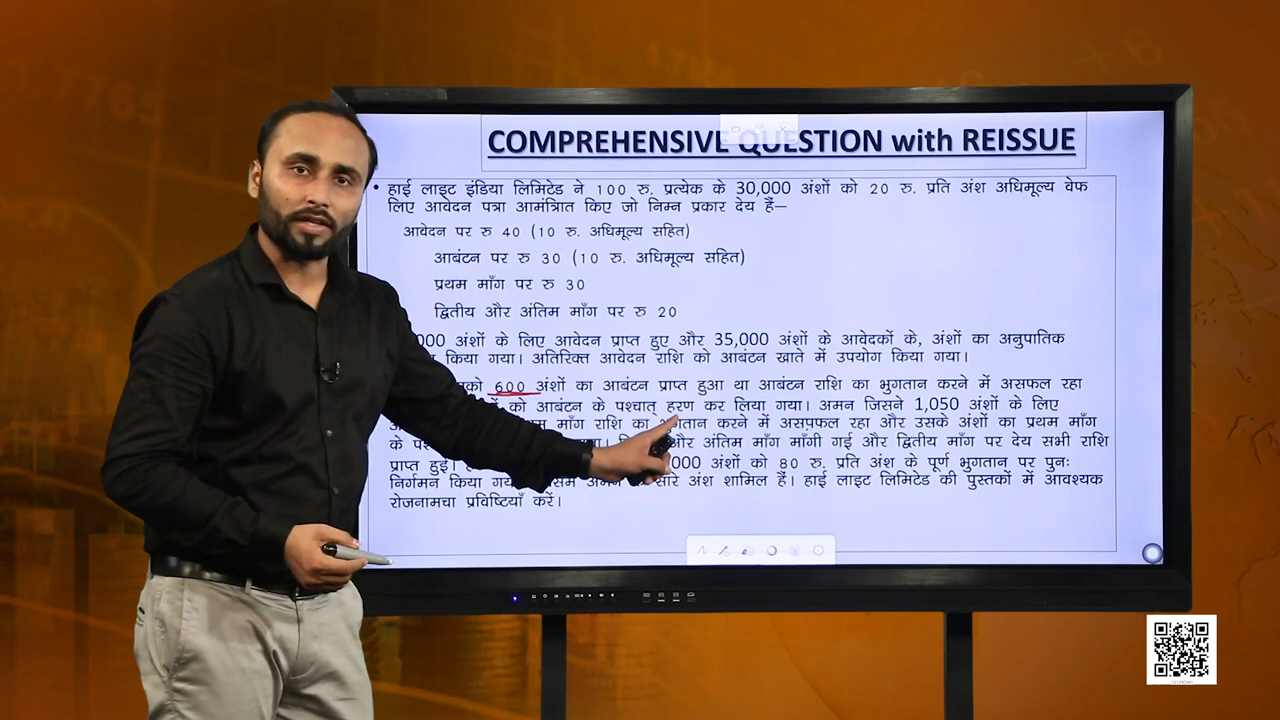 COMPREHENSIVE QUESTION with REISSUE
• हाई लाइट इंडिया लिमिटेड ने 100 रु. प्रत्येक के 30,000 अंशों को 20 रु. प्रति अंश अधिमूल्य वेफ
लिए आवेदन पत्रा आमंत्रित किए जो निम्न प्रकार देय हैं—
आवेदन पर रु 40 (10 रु. अधिमूल्य सहित)
आबंटन पर रु 30 (10 रु. अधिमूल्य सहित)
प्रथम माँग पर रु 30
द्वितीय और अंतिम माँग पर रु 20
000 अंशों के लिए आवेदन प्राप्त हुए और 35,000 अंशों के आवेदकों के, अंशों का अनुपातिक
किया गया। अतिरिक्त आवेदन राशि को आबंटन खाते में उपयोग किया गया।
600 अंशों का आबंटन प्राप्त हुआ था आबंटन राशि का भुगतान करने में असफल रहा
को आबंटन के पश्चात् हरण कर लिया गया। अमन जिसने 1,050 अंशों के लिए
माँग राशि का भुगतान करने में असपफल रहा और उसके अंशों का प्रथम माँग
के और अंतिम माँग माँगी गई और द्वितीय माँग पर देय सभी राशि
प्राप्त हुई। 000 अंशों को 80 रु. प्रति अंश के पूर्ण भुगतान पर पुनः
निर्गमन किया सारे अंश शामिल हैं। हाई लाइट लिमिटेड की पुस्तकों में आवश्यक
रोजनामचा प्रविष्टियाँ करें।